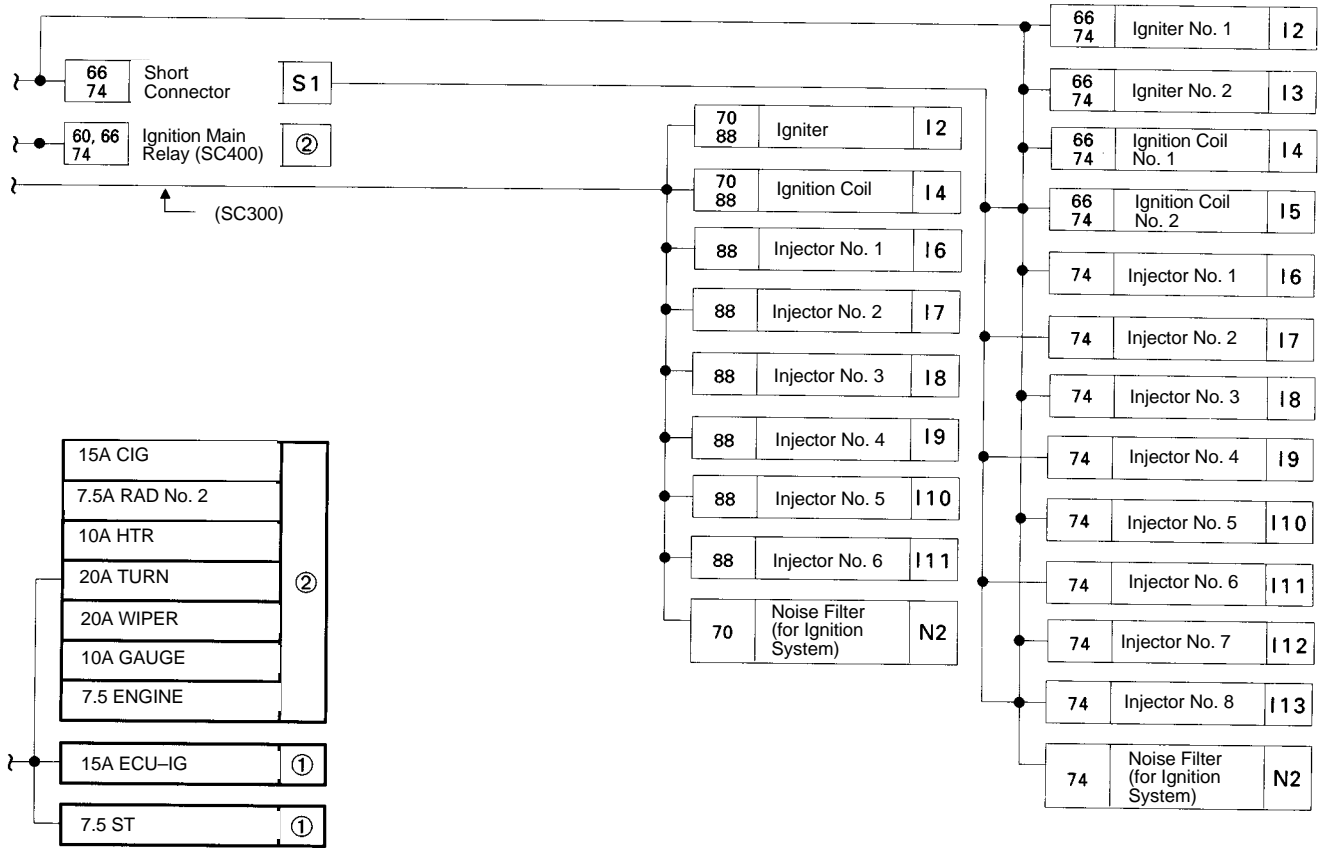 66
74
Short
Connector
S1
60, 66
74
Ignition Main
Relay (SC400)
②
(SC300)
15A CIG
7.5A RAD No. 2
10A HTR
20A TURN
20A WIPER
10A GAUGE
7.5 ENGINE
②
15A ECU–IG
①
7.5 ST
①
70
88
Igniter
I2
70
88
Ignition Coil
I4
88
Injector No. 1
I6
88
Injector No. 2
I7
88
Injector No. 3
I8
88
Injector No. 4
I9
88
Injector No. 5
I10
88
Injector No. 6
I11
70
Noise Filter
(for Ignition
System)
N2
66
74
Igniter No. 1
I2
66
74
Igniter No. 2
I3
66
74
Ignition Coil
No. 1
I4
66
74
Ignition Coil
No. 2
I5
74
Injector No. 1
I6
74
Injector No. 2
I7
74
Injector No. 3
I8
74
Injector No. 4
I9
74
Injector No. 5
I10
74
Injector No. 6
I11
74
Injector No. 7
I12
74
Injector No. 8
I13
74
Noise Filter
(for Ignition
System)
N2